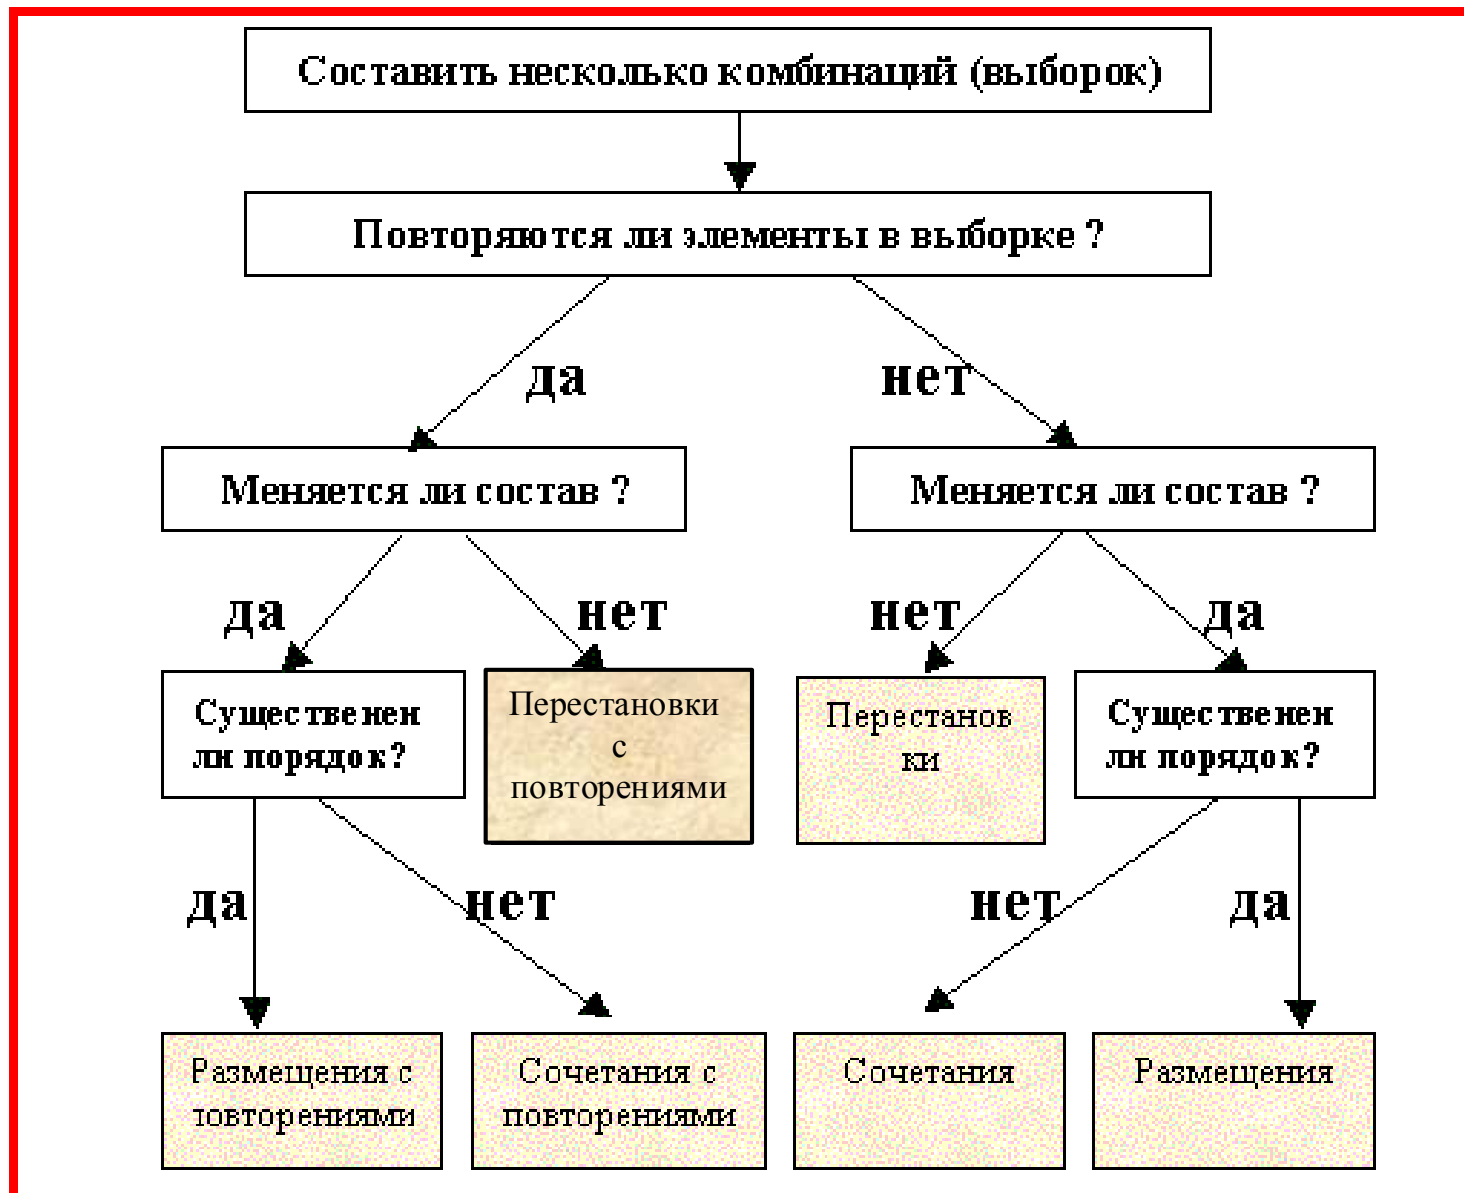 Составить несколько комбинаций (выборок)
Повторяются ли элементы в выборке ?
да
нет
Меняется ли состав ?
Меняется ли состав ?
да
нет
нет
да
Существенен
ли порядок?
Перестановки
с
повторениями
Перестанов
ки
Существенен
ли порядок?
да
нет
нет
да
Размещения с
повторениями
Сочетания с
повторениями
Сочетания
Размещения